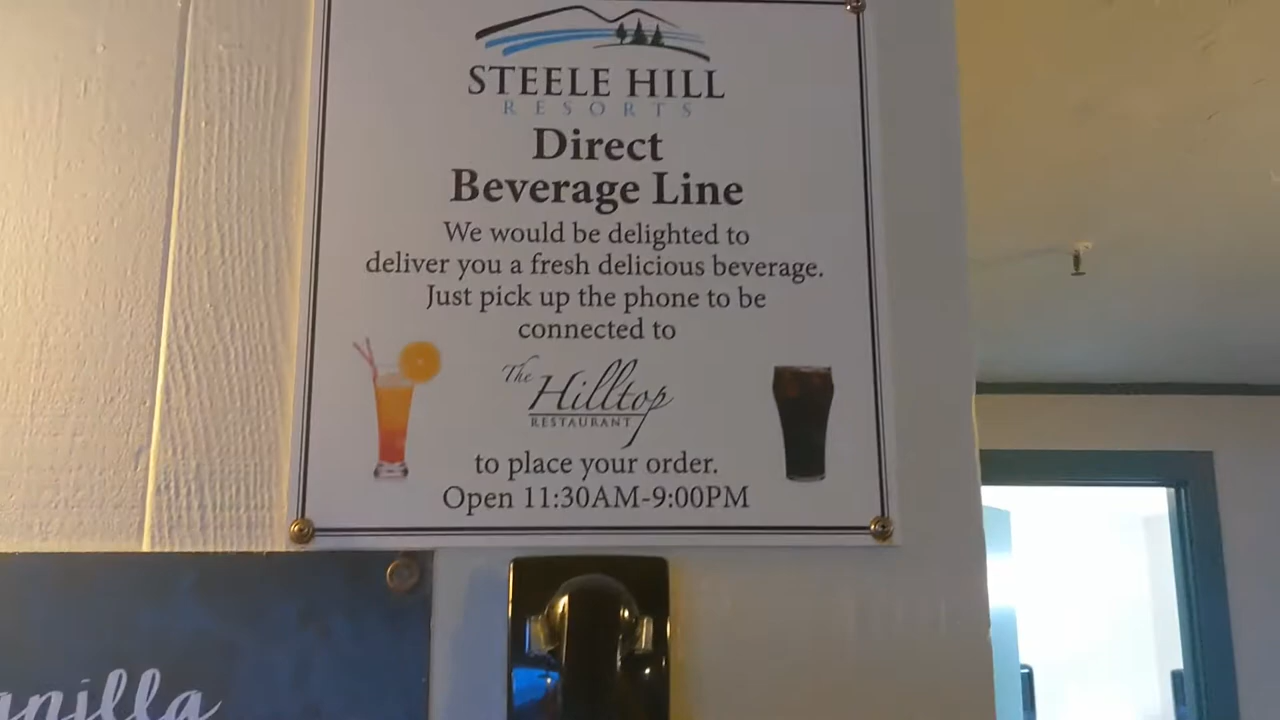 STEELE HILL
RESORTS
Direct
Beverage Line
We would be delighted to
deliver you a fresh delicious beverage.
Just pick up the phone to be
connected to
The Hilltop
RESTAURANT
to place your order.
Open 11:30AM-9:00PM
anilla